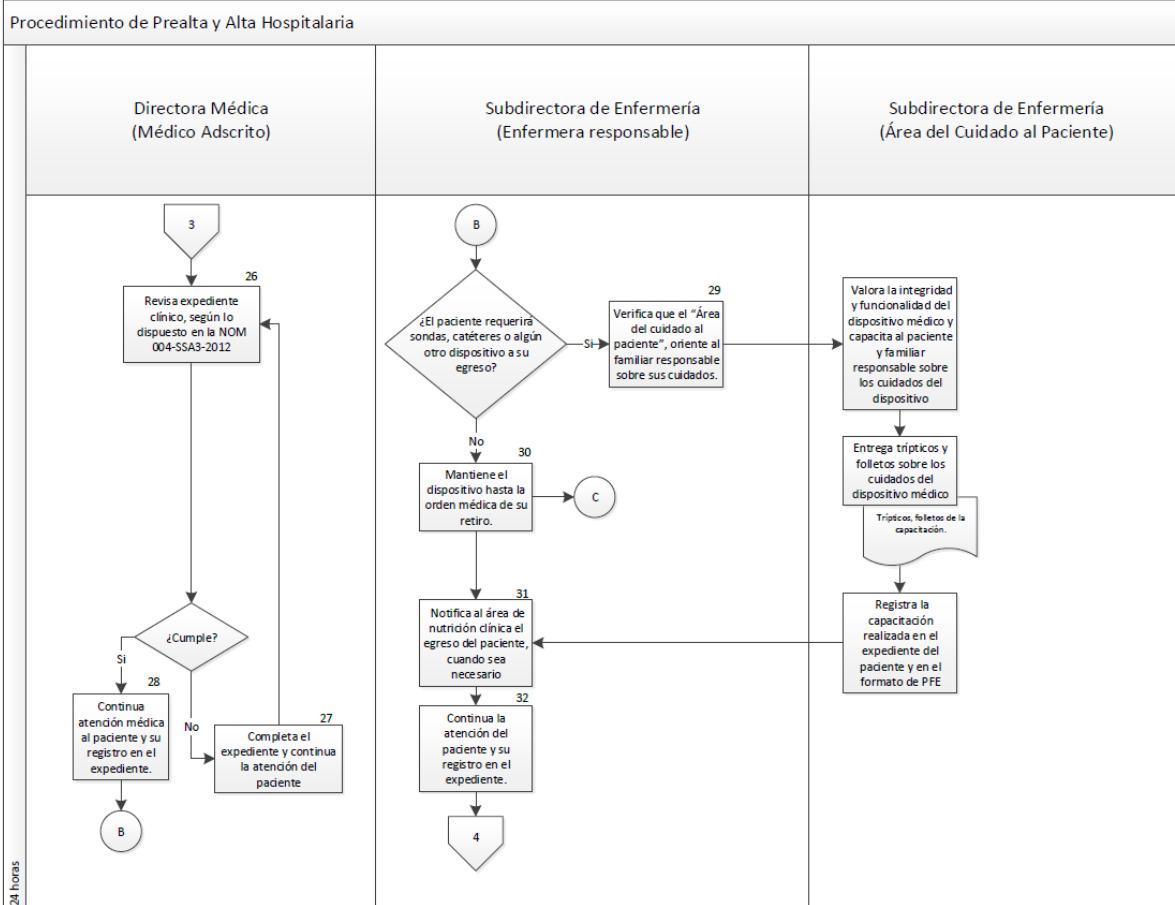 Procedimiento de Prealta y Alta Hospitalaria
Directora Médica
(Médico Adscrito)
Subdirectora de Enfermería
(Enfermera responsable)
Subdirectora de Enfermería
(Área del Cuidado al Paciente)
24 horas
3
26
Revisa expediente
clínico, según lo
dispuesto en la NOM
004-SSA3-2012
¿Cumple?
Si
No
28
Continua
atención médica
al paciente y su
registro en el
expediente.
27
Completa el
expediente y continua
la atención del
paciente
B
B
¿El paciente requerirá
sondas, catéteres o algún
otro dispositivo a su
egreso?
Si
No
29
Verifica que el “Área
del cuidado al
paciente”, oriente al
familiar responsable
sobre sus cuidados.
30
Mantiene el
dispositivo hasta la
orden médica de su
retiro.
C
31
Notifica al área de
nutrición clínica el
egreso del paciente,
cuando sea
necesario
32
Continua la
atención del
paciente y su
registro en el
expediente.
4
Valora la integridad
y funcionalidad del
dispositivo médico y
capacita al paciente
y familiar
responsable sobre
los cuidados del
dispositivo
Entrega trípticos y
folletos sobre los
cuidados del
dispositivo médico
Trípticos, folletos de la
capacitación.
Registra la
capacitación
realizada en el
expediente del
paciente y en el
formato de PFE